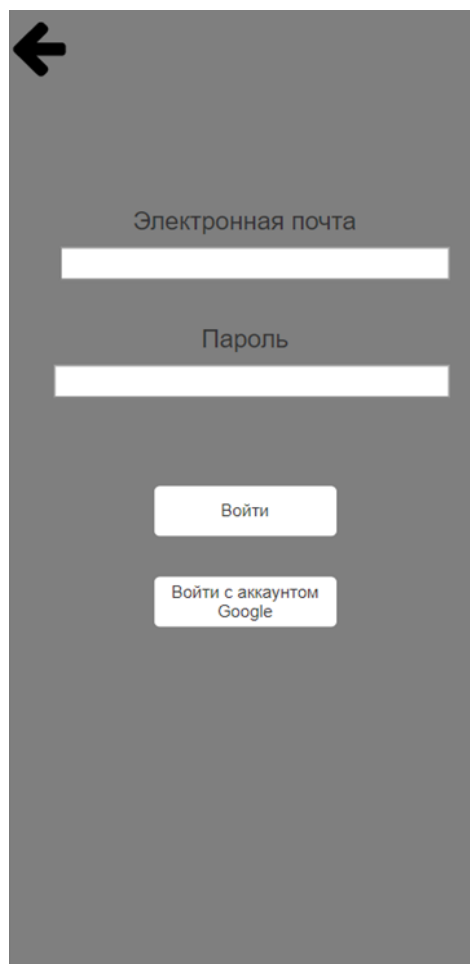 Электронная почта
Пароль
Войти
Войти с аккаунтом
Google